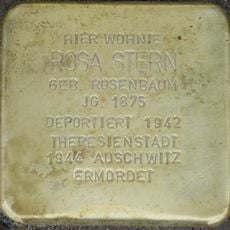 HIER WOHNTE
ROSA STERN
GEB. ROSENBAUM
JG. 1875
DEPORTIERT 1942
THERESIENSTADT
1944 AUSCHWITZ
ERMORDET